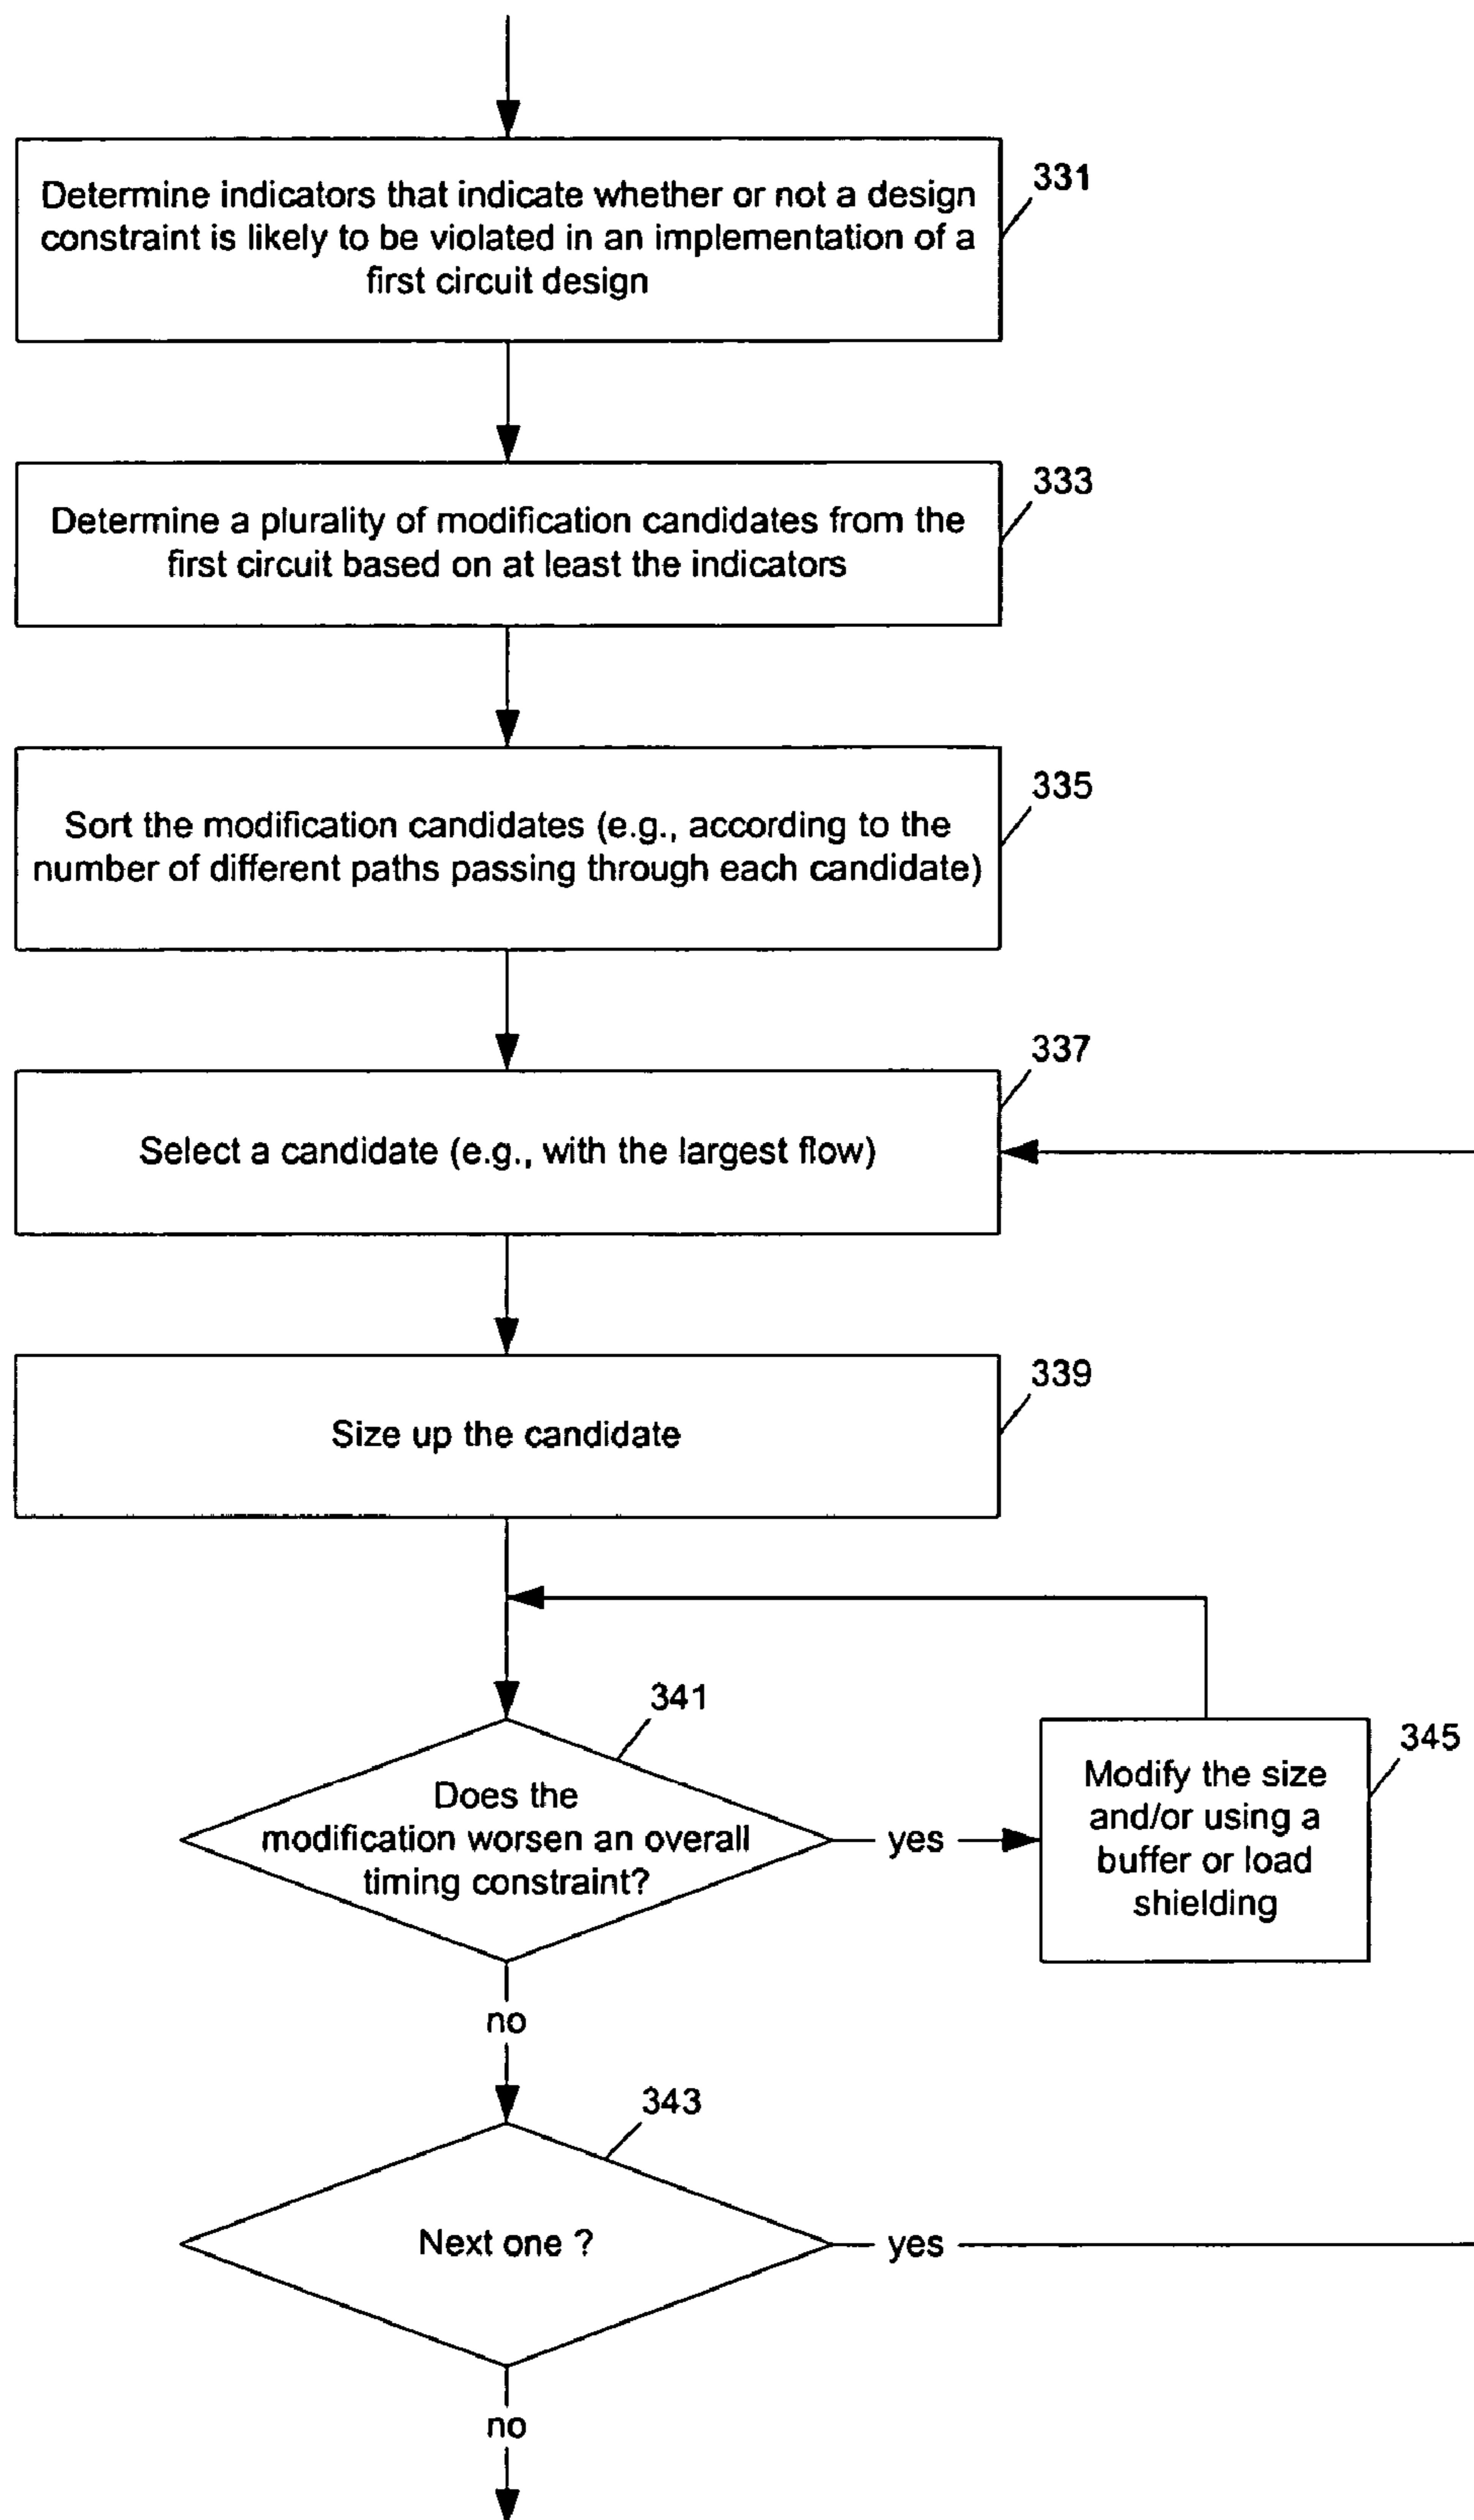 Determine indicators that indicate whether or not a design
constraint is likely to be violated in an implementation of a
first circuit design
331
Determine a plurality of modification candidates from the
first circuit based on at least the indicators
333
Sort the modification candidates (e.g., according to the
number of different paths passing through each candidate)
335
Select a candidate (e.g., with the largest flow)
337
Size up the candidate
339
Does the
modification worsen an overall
timing constraint?
341
yes
Modify the size
and/or using a
buffer or load
shielding
345
no
Next one ?
343
yes
no